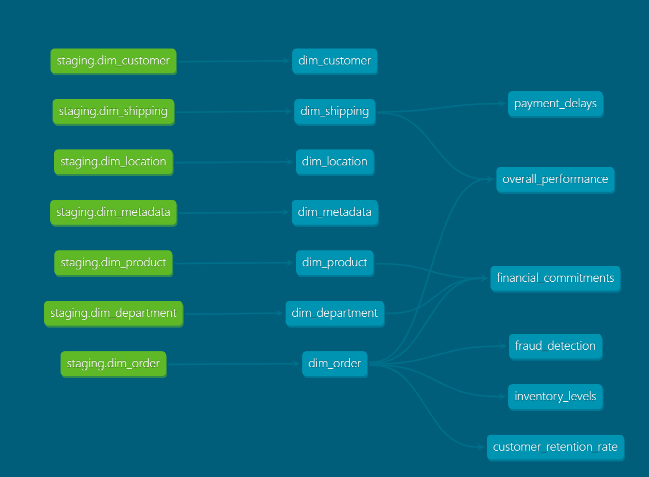 staging.dim_customer
dim_customer
staging.dim_shipping
dim_shipping
payment_delays
staging.dim_location
dim_location
overall_performance
staging.dim_metadata
dim_metadata
staging.dim_product
dim_product
financial_commitments
staging.dim_department
dim_department
fraud_detection
staging.dim_order
dim_order
inventory_levels
customer_retention_rate